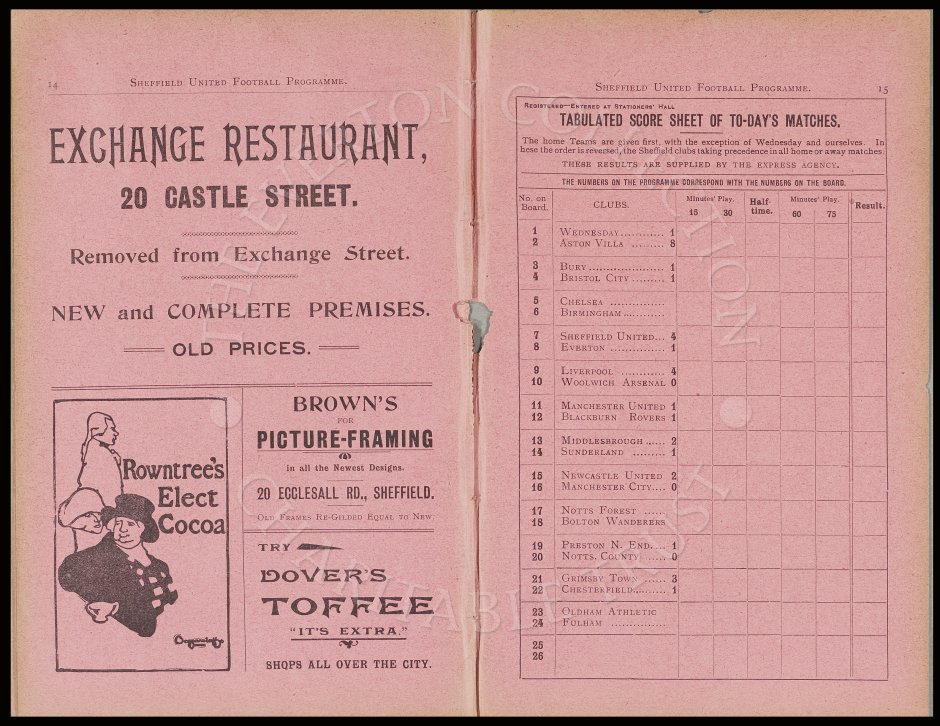 14
SHEFFIELD UNITED FOOTBALL PROGRAMME.
EXCHANGE RESTAURANT,
20 CASTLE STREET.
Removed from Exchange Street.
NEW and COMPLETE PREMISES.
OLD PRICES.
Rowntree's
Elect
Cocoa
BROWN'S
FOR
PICTURE-FRAMING
in all the Newest Designs.
20 ECCLESALL RD., SHEFFIELD.
OLD FRAMES RE-GILDED EQUAL TO NEW.
TRY
DOVER'S
TOFFEE
"IT'S EXTRA."
SHOPS ALL OVER THE CITY.
SHEFFIELD UNITED FOOTBALL PROGRAMME.
15
REGISTERED—ENTERED AT STATIONERS' HALL
TABULATED SCORE SHEET OF TO-DAY'S MATCHES.
The home Teams are given first, with the exception of Wednesday and ourselves. In
hese the order is reversed, the Sheffield clubs taking precedence in all home or away matches
THESE RESULTS ARE SUPPLIED BY THE EXPRESS AGENCY.
THE NUMBERS ON THE PROGRAMME CORRESPOND WITH THE NUMBERS ON THE BOARD.
No. on Board. CLUBS. Minutes' Play. 15 30 Half-time. Minutes' Play. 60 75 Result.
1 WEDNESDAY............ 1
2 ASTON VILLA ......... 8
3 BURY..................... 1
4 BRISTOL CITY......... 1
5 CHELSEA ...............
6 BIRMINGHAM............
7 SHEFFIELD UNITED... 4
8 EVERTON ............... 1
9 LIVERPOOL ............ 4
10 WOOLWICH ARSENAL 0
11 MANCHESTER UNITED 1
12 BLACKBURN ROVERS 1
13 MIDDLESBROUGH...... 2
14 SUNDERLAND ......... 1
15 NEWCASTLE UNITED 2
16 MANCHESTER CITY.... 0
17 NOTTS FOREST ......
18 BOLTON WANDERERS
19 PRESTON N. END.... 1
20 NOTTS. COUNTY ...... 0
21 GRIMSBY TOWN ...... 3
22 CHESTERFIELD......... 1
23 OLDHAM ATHLETIC
24 FULHAM ...............
25
26
THE EVERTON COLLECTION
CHARITABLE TRUST